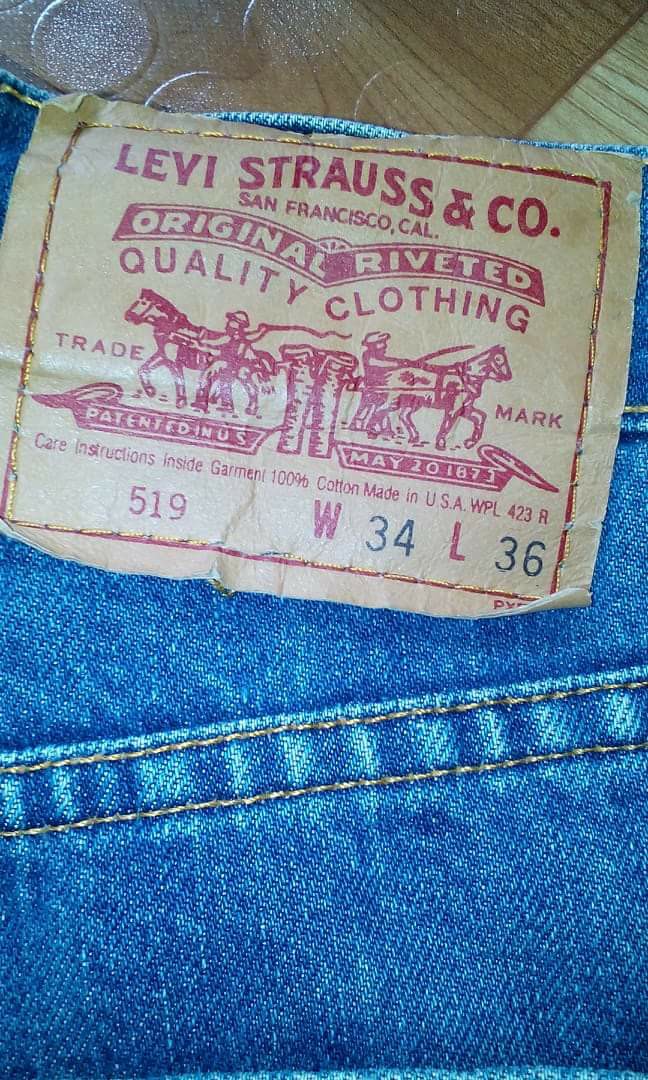 LEVI STRAUSS & CO.
SAN FRANCISCO, CAL.
ORIGINAL RIVETED
QUALITY CLOTHING
TRADE MARK
PATENTED IN U S MAY 20 1873
Care Instructions Inside Garment 100% Cotton Made in U.S.A. WPL 423 R
519 W 34 L 36